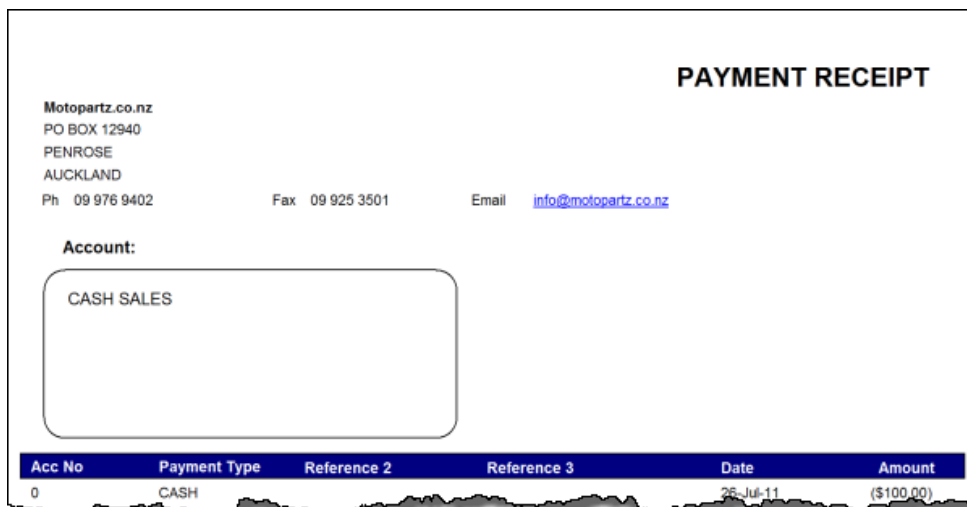 PAYMENT RECEIPT
Motopartz.co.nz
PO BOX 12940
PENROSE
AUCKLAND
Ph 09 976 9402 Fax 09 925 3501 Email info@motopartz.co.nz
Account:
CASH SALES
Acc No Payment Type Reference 2 Reference 3 Date Amount
0 CASH 26-Jul-11 ($100.00)